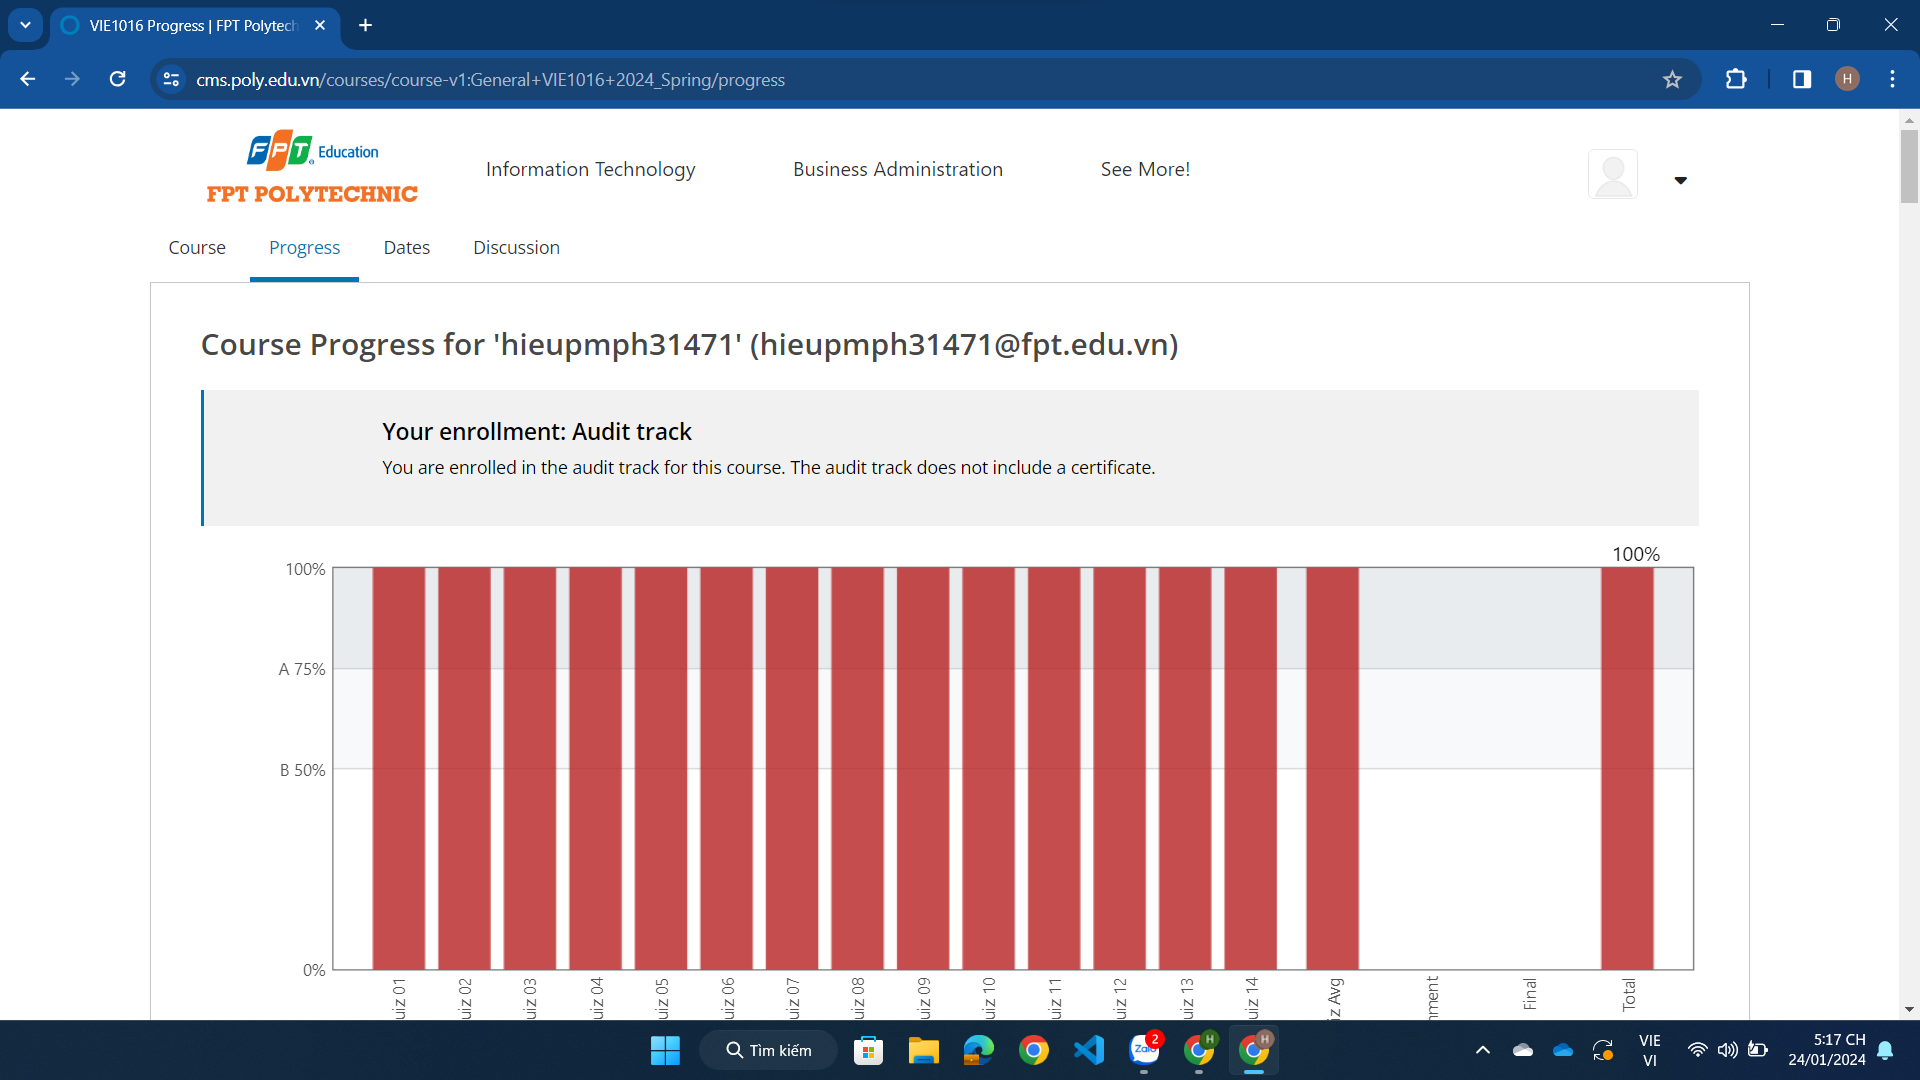 VIE1016 Progress | FPT Polytech
cms.poly.edu.vn/courses/course-v1:General+VIE1016+2024_Spring/progress
H
FPT Education
FPT POLYTECHNIC
Information Technology
Business Administration
See More!
Course
Progress
Dates
Discussion
Course Progress for 'hieupmph31471' (hieupmph31471@fpt.edu.vn)
Your enrollment: Audit track
You are enrolled in the audit track for this course. The audit track does not include a certificate.
100%
100%
A 75%
B 50%
0%
uiz 01
uiz 02
uiz 03
uiz 04
uiz 05
uiz 06
uiz 07
uiz 08
uiz 09
uiz 10
uiz 11
uiz 12
uiz 13
uiz 14
iz Avg
nment
Final
Total
Tìm kiếm
Zalo
2
H
H
VIE
VI
5:17 CH
24/01/2024